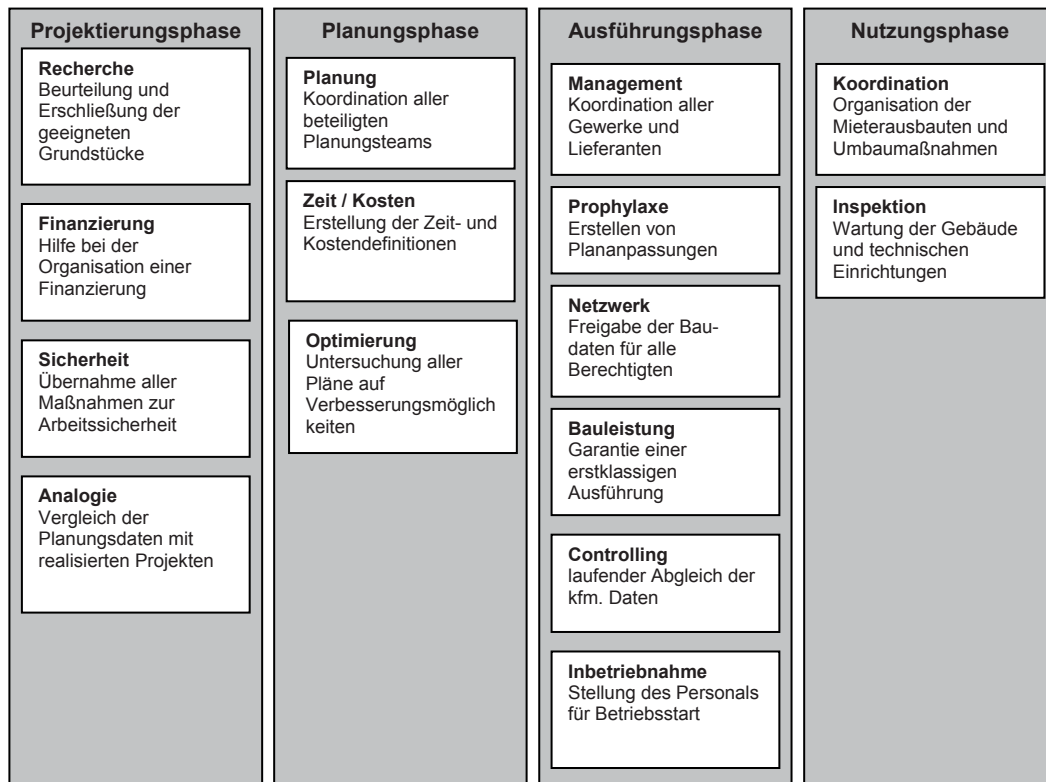 Projektierungsphase
Recherche
Beurteilung und
Erschließung der
geeigneten
Grundstücke
Finanzierung
Hilfe bei der
Organisation einer
Finanzierung
Sicherheit
Übernahme aller
Maßnahmen zur
Arbeitssicherheit
Analogie
Vergleich der
Planungsdaten mit
realisierten Projekten
Planungsphase
Planung
Koordination aller
beteiligten
Planungsteams
Zeit / Kosten
Erstellung der Zeit- und
Kostendefinitionen
Optimierung
Untersuchung aller
Pläne auf
Verbesserungsmöglich
keiten
Ausführungsphase
Management
Koordination aller
Gewerke und
Lieferanten
Prophylaxe
Erstellen von
Plananpassungen
Netzwerk
Freigabe der Bau-
daten für alle
Berechtigten
Bauleistung
Garantie einer
erstklassigen
Ausführung
Controlling
laufender Abgleich der
kfm. Daten
Inbetriebnahme
Stellung des Personals
für Betriebsstart
Nutzungsphase
Koordination
Organisation der
Mieterausbauten und
Umbaumaßnahmen
Inspektion
Wartung der Gebäude
und technischen
Einrichtungen